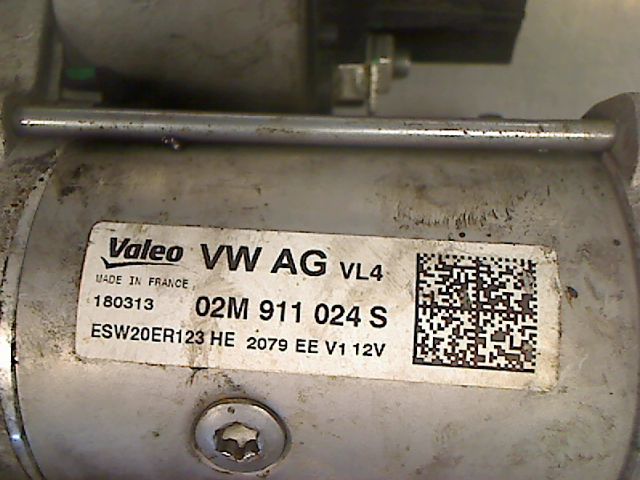 Valeo VW AG VL4
MADE IN FRANCE
180313 02M 911 024 S
ESW20ER123 HE 2079 EE V1 12V